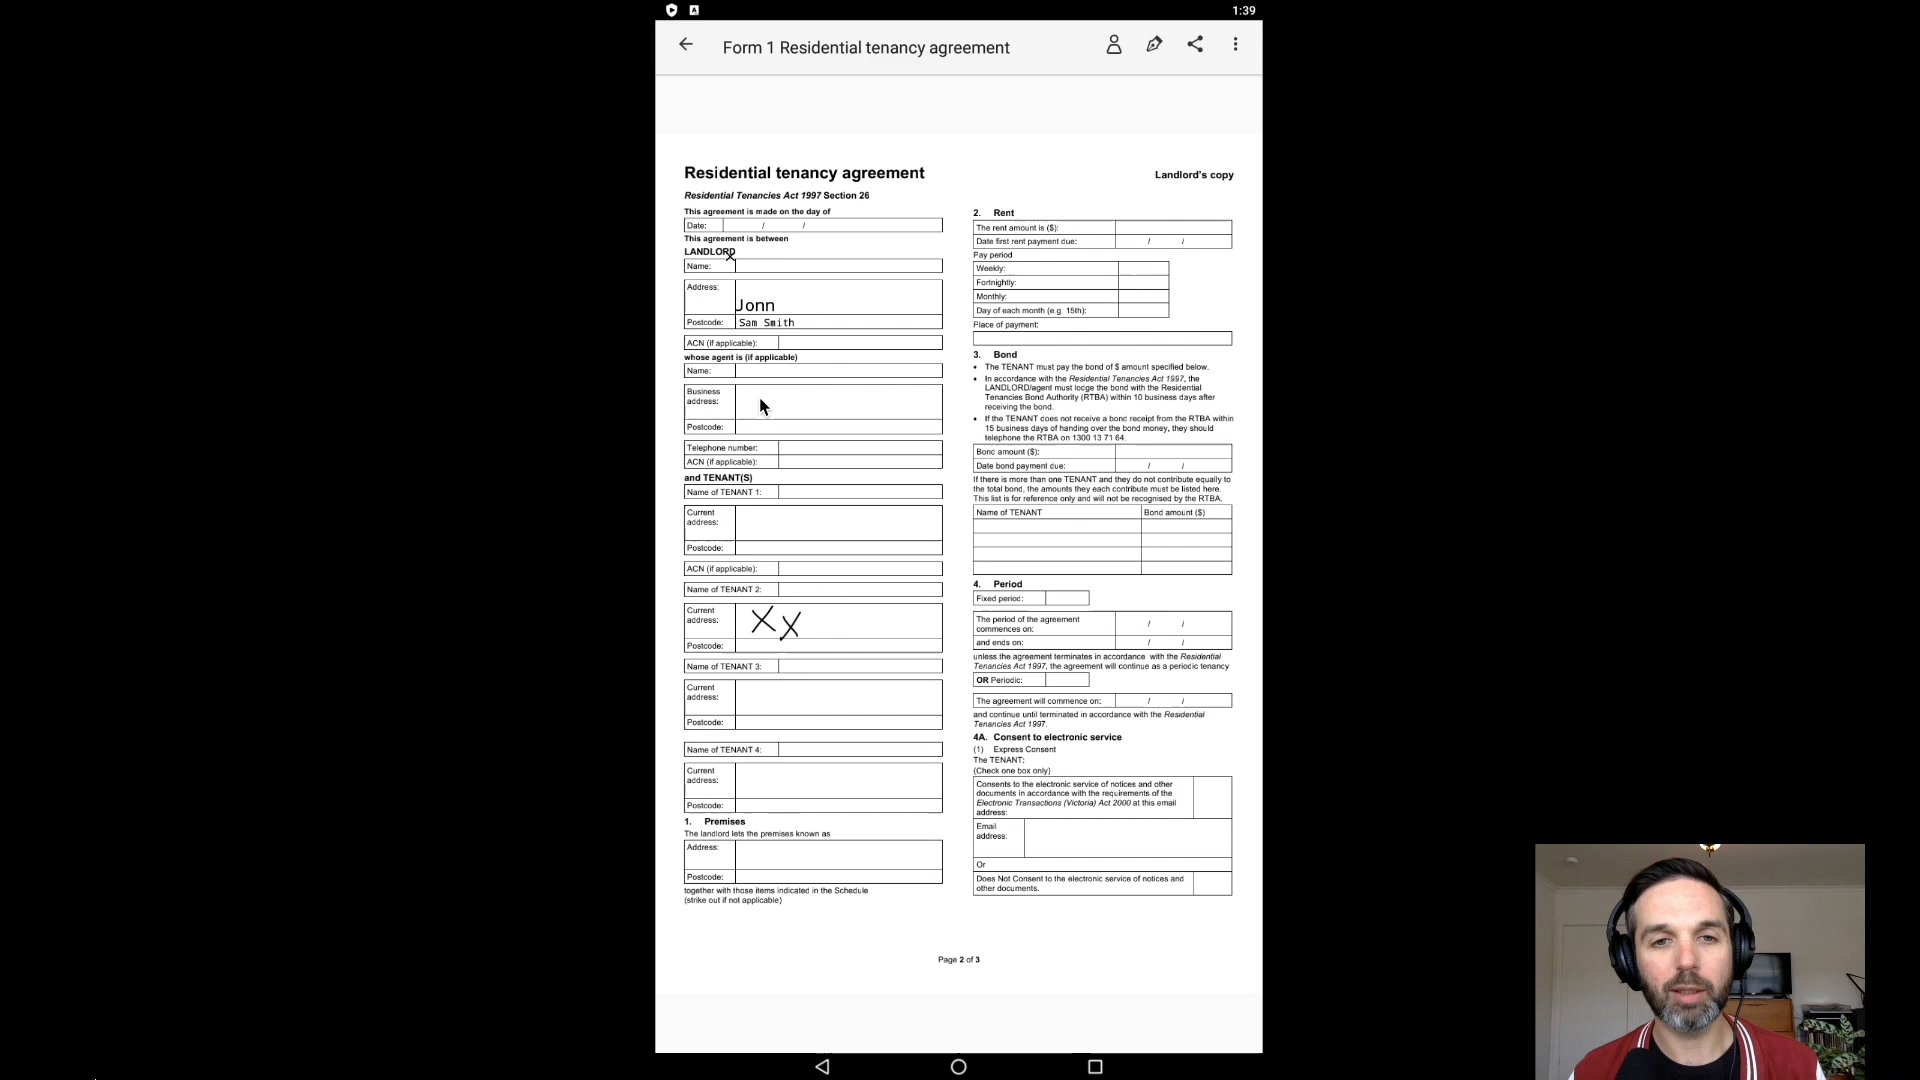 1:39
Form 1 Residential tenancy agreement
Residential tenancy agreement
Landlord's copy
Residential Tenancies Act 1997 Section 26
This agreement is made on the day of
Date: / /
This agreement is between
LANDLORD
X
Name:
Address:
Jonn
Postcode: Sam Smith
ACN (if applicable):
whose agent is (if applicable)
Name:
Business
address:
Postcode:
Telephone number:
ACN (if applicable):
and TENANT(S)
Name of TENANT 1:
Current
address:
Postcode:
ACN (if applicable):
Name of TENANT 2:
Current
address:
X X
Postcode:
Name of TENANT 3:
Current
address:
Postcode:
Name of TENANT 4:
Current
address:
Postcode:
1. Premises
The landlord lets the premises known as
Address:
Postcode:
together with those items indicated in the Schedule
(strike out if not applicable)
2. Rent
The rent amount is ($):
Date first rent payment due: / /
Pay period
Weekly:
Fortnightly:
Monthly:
Day of each month (e.g. 15th):
Place of payment:
3. Bond
• The TENANT must pay the bond of $ amount specified below.
• In accordance with the Residential Tenancies Act 1997, the
LANDLORD/agent must lodge the bond with the Residential
Tenancies Bond Authority (RTBA) within 10 business days after
receiving the bond.
• If the TENANT does not receive a bond receipt from the RTBA within
15 business days of handing over the bond money, they should
telephone the RTBA on 1300 13 71 64.
Bond amount ($):
Date bond payment due: / /
If there is more than one TENANT and they do not contribute equally to
the total bond, the amounts they each contribute must be listed here.
This list is for reference only and will not be recognised by the RTBA.
Name of TENANT Bond amount ($)
4. Period
Fixed period:
The period of the agreement
commences on: / /
and ends on: / /
unless the agreement terminates in accordance with the Residential
Tenancies Act 1997, the agreement will continue as a periodic tenancy
OR Periodic:
The agreement will commence on: / /
and continue until terminated in accordance with the Residential
Tenancies Act 1997.
4A. Consent to electronic service
(1) Express Consent
The TENANT:
(Check one box only)
Consents to the electronic service of notices and other
documents in accordance with the requirements of the
Electronic Transactions (Victoria) Act 2000 at this email
address:
Email
address:
Or
Does Not Consent to the electronic service of notices and
other documents.
Page 2 of 3